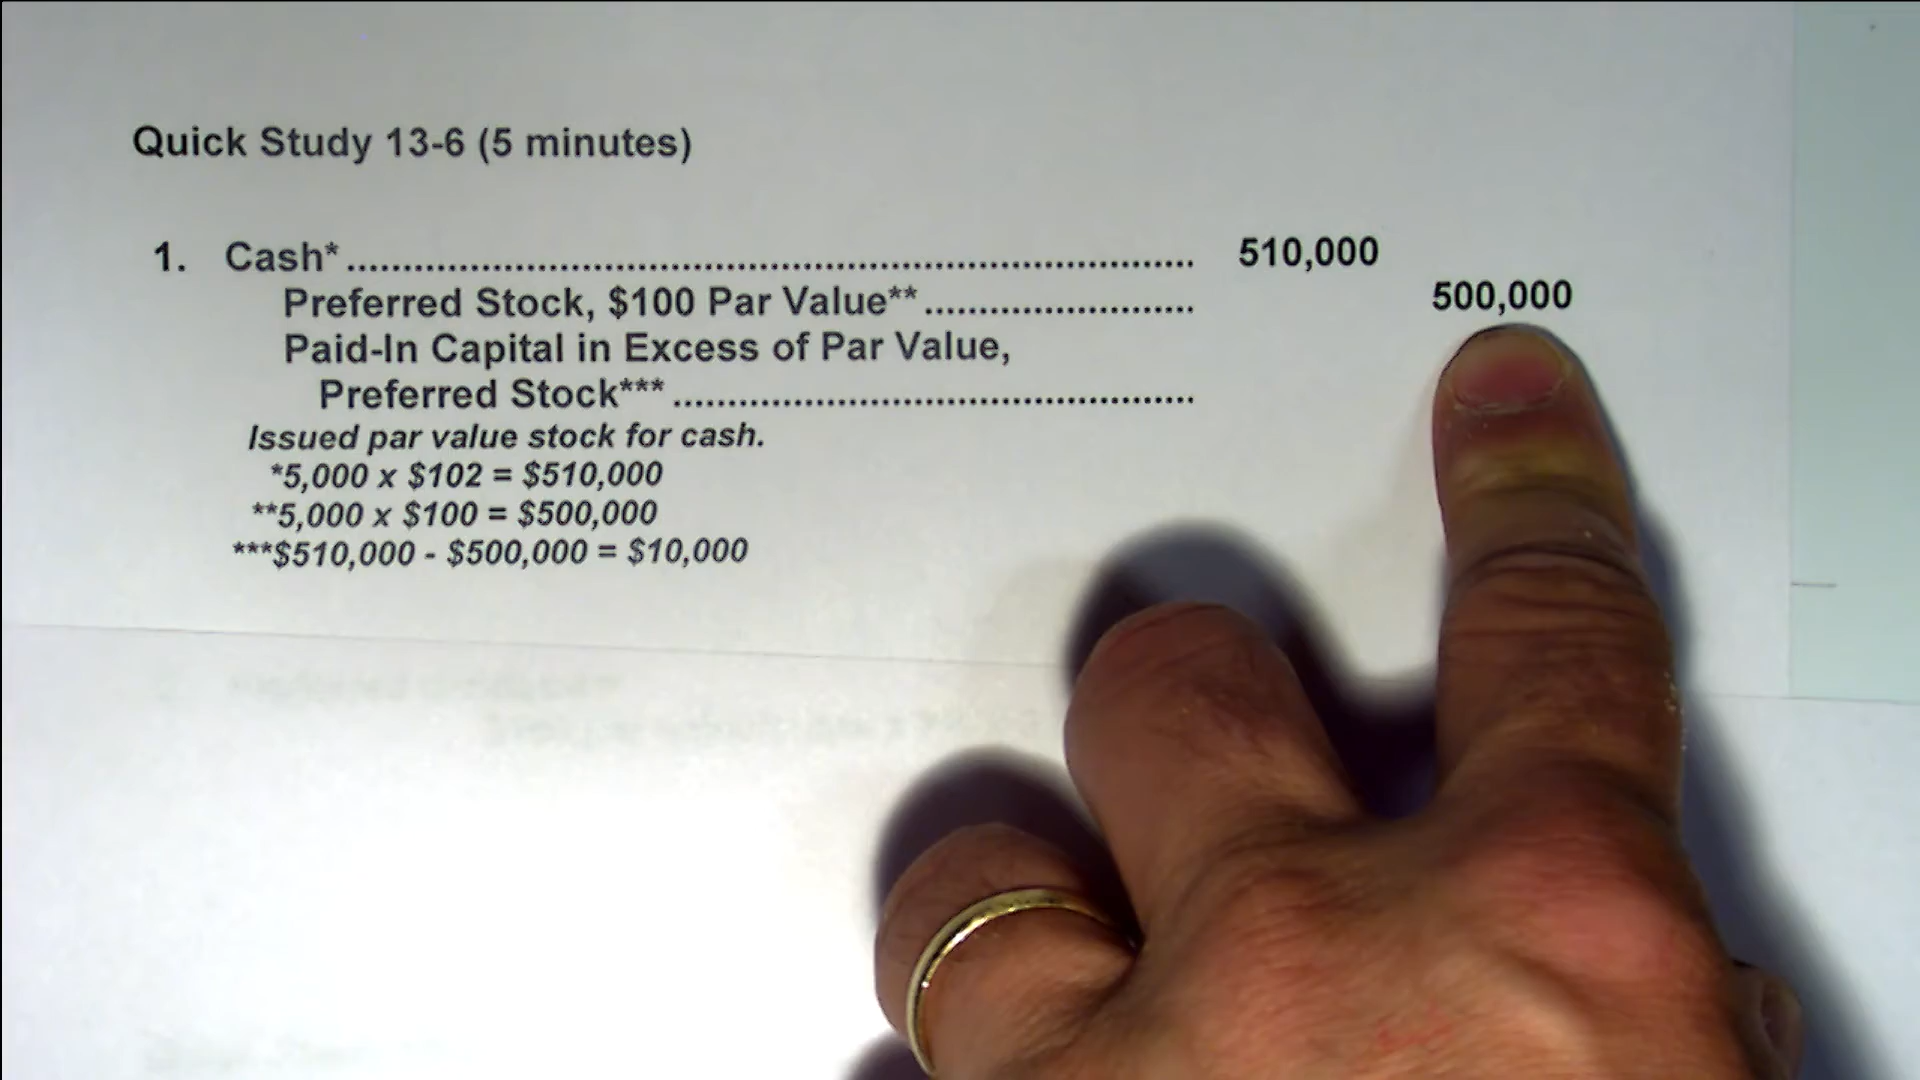 Quick Study 13-6 (5 minutes)
1. Cash* ........................................................................................ 510,000
Preferred Stock, $100 Par Value** ............................ 500,000
Paid-In Capital in Excess of Par Value,
Preferred Stock*** ......................................................
Issued par value stock for cash.
*5,000 x $102 = $510,000
**5,000 x $100 = $500,000
***$510,000 - $500,000 = $10,000